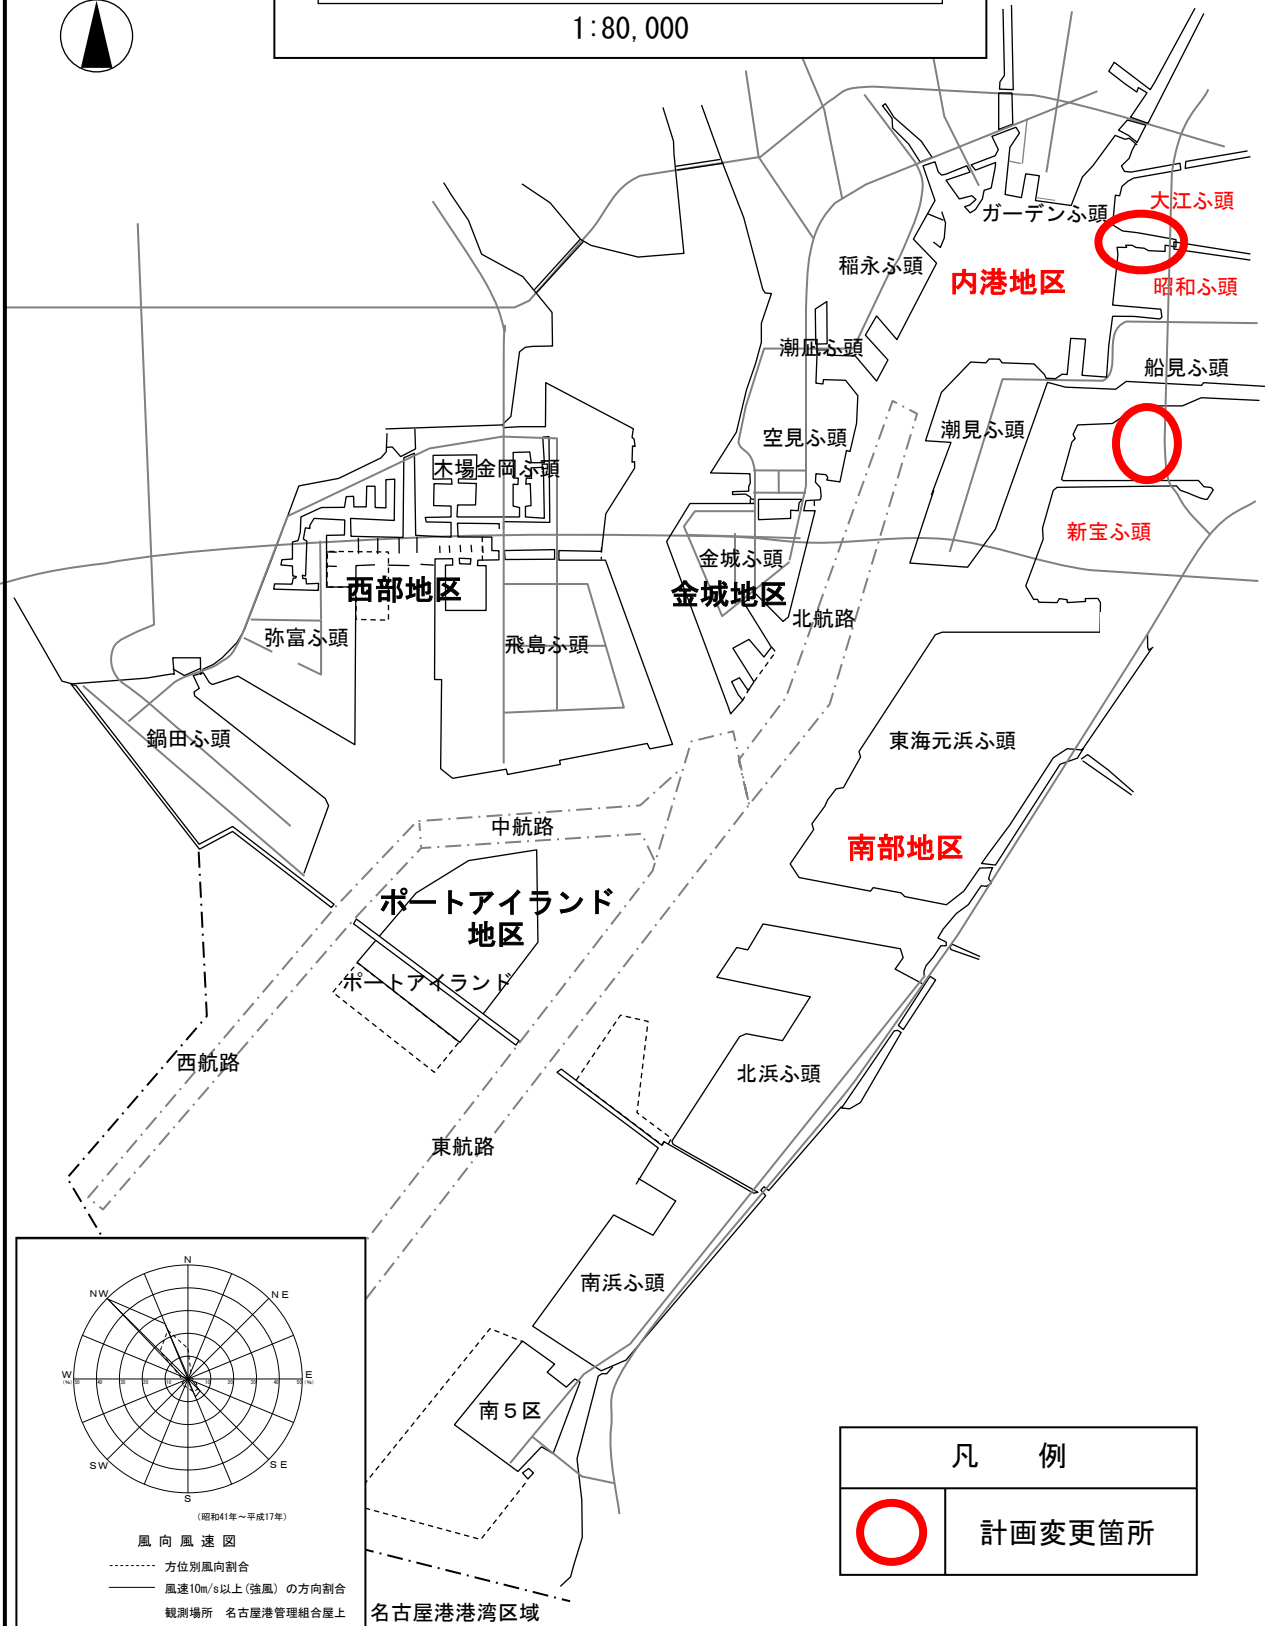 1:80,000
大江ふ頭
ガーデンふ頭
稲永ふ頭
内港地区
昭和ふ頭
潮凪ふ頭
船見ふ頭
空見ふ頭
潮見ふ頭
木場金岡ふ頭
新宝ふ頭
金城ふ頭
西部地区
金城地区
北航路
弥富ふ頭
飛島ふ頭
鍋田ふ頭
東海元浜ふ頭
中航路
南部地区
ポートアイランド
地区
ポートアイランド
西航路
北浜ふ頭
東航路
南浜ふ頭
南5区
N
NW
NE
W
E
SW
SE
S
(昭和41年~平成17年)
風向風速図
方位別風向割合
風速10m/s以上(強風)の方向割合
観測場所 名古屋港管理組合屋上
名古屋港港湾区域
凡 例
計画変更箇所